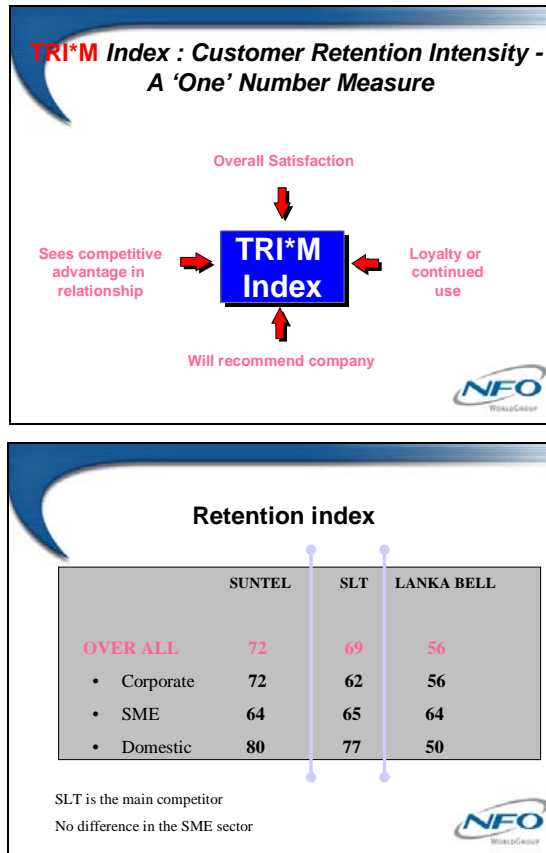 TRI*M Index : Customer Retention Intensity -
A ‘One’ Number Measure
Overall Satisfaction
Sees competitive
advantage in
relationship
TRI*M
Index
Loyalty or
continued
use
Will recommend company
NFO
WORLDGROUP
Retention index
SUNTEL SLT LANKA BELL
OVER ALL 72 69 56
• Corporate 72 62 56
• SME 64 65 64
• Domestic 80 77 50
SLT is the main competitor
No difference in the SME sector
NFO
WORLDGROUP